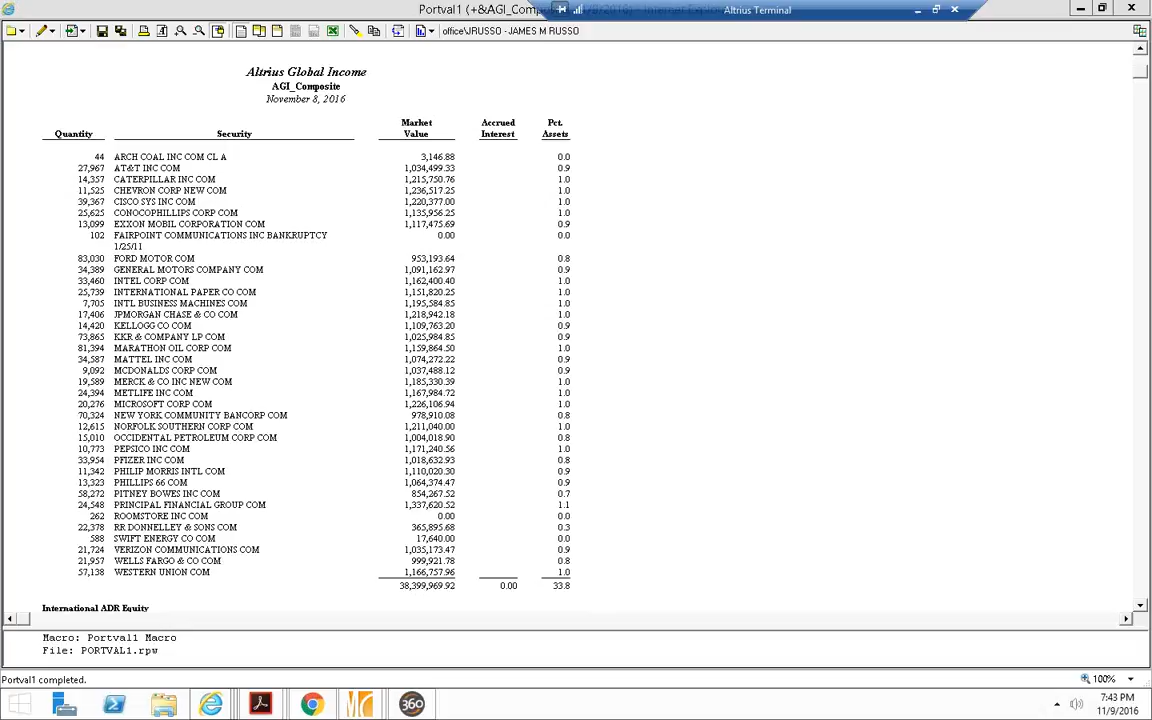 Portval1 (+&AGI_Comp
Altrius Terminal
office\JRUSSO - JAMES M RUSSO
Altrius Global Income
AGI_Composite
November 8, 2016
Market Accrued Pct.
Quantity Security Value Interest Assets
44 ARCH COAL INC COM CL A 3,146.88 0.0
27,967 AT&T INC COM 1,034,499.33 0.9
14,357 CATERPILLAR INC COM 1,215,750.76 1.0
11,525 CHEVRON CORP NEW COM 1,236,517.25 1.0
39,367 CISCO SYS INC COM 1,220,377.00 1.0
25,625 CONOCOPHILLIPS CORP COM 1,135,956.25 1.0
13,099 EXXON MOBIL CORPORATION COM 1,117,475.69 0.9
102 FAIRPOINT COMMUNICATIONS INC BANKRUPTCY 0.00 0.0
1/25/11
83,030 FORD MOTOR COM 953,193.64 0.8
34,389 GENERAL MOTORS COMPANY COM 1,091,162.97 0.9
33,460 INTEL CORP COM 1,162,400.40 1.0
25,739 INTERNATIONAL PAPER CO COM 1,151,820.25 1.0
7,705 INTL BUSINESS MACHINES COM 1,195,584.85 1.0
17,406 JPMORGAN CHASE & CO COM 1,218,942.18 1.0
14,420 KELLOGG CO COM 1,109,763.20 0.9
73,865 KKR & COMPANY LP COM 1,025,984.85 0.9
81,394 MARATHON OIL CORP COM 1,159,864.50 1.0
34,587 MATTEL INC COM 1,074,272.22 0.9
9,092 MCDONALDS CORP COM 1,037,488.12 0.9
19,589 MERCK & CO INC NEW COM 1,185,330.39 1.0
24,394 METLIFE INC COM 1,167,984.72 1.0
20,276 MICROSOFT CORP COM 1,226,106.94 1.0
70,324 NEW YORK COMMUNITY BANCORP COM 978,910.08 0.8
12,615 NORFOLK SOUTHERN CORP COM 1,211,040.00 1.0
15,010 OCCIDENTAL PETROLEUM CORP COM 1,004,018.90 0.8
10,773 PEPSICO INC COM 1,171,240.56 1.0
33,954 PFIZER INC COM 1,018,632.93 0.8
11,342 PHILIP MORRIS INTL COM 1,110,020.30 0.9
13,323 PHILLIPS 66 COM 1,064,374.47 0.9
58,272 PITNEY BOWES INC COM 854,267.52 0.7
24,548 PRINCIPAL FINANCIAL GROUP COM 1,337,620.52 1.1
262 ROOMSTORE INC COM 0.00 0.0
22,378 RR DONNELLEY & SONS COM 365,895.68 0.3
588 SWIFT ENERGY CO COM 17,640.00 0.0
21,724 VERIZON COMMUNICATIONS COM 1,035,173.47 0.9
21,957 WELLS FARGO & CO COM 999,921.78 0.8
57,138 WESTERN UNION COM 1,166,757.96 1.0
38,399,969.92 0.00 33.8
International ADR Equity
Macro: Portval1 Macro
File: PORTVAL1.rpw
Portval1 completed.
100%
360
7:43 PM
11/9/2016